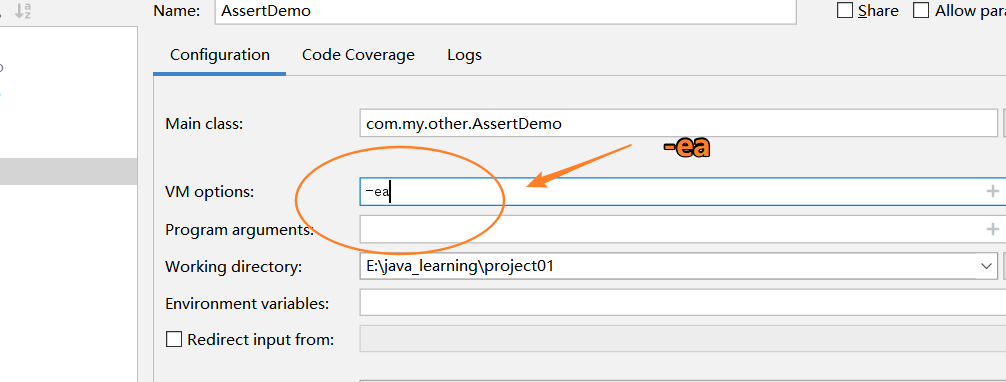 Name: AssertDemo Share Allow para
Configuration Code Coverage Logs
Main class: com.my.other.AssertDemo
-ea
VM options: -ea
Program arguments:
Working directory: E:\java_learning\project01
Environment variables:
Redirect input from: